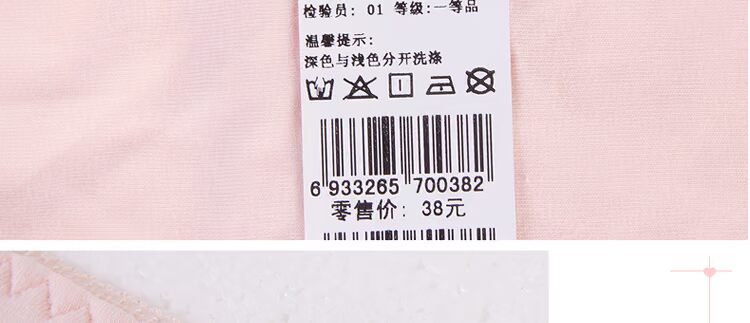 检验员: 01 等级:一等品
温馨提示:
深色与浅色分开洗涤
6 933265 700382
零售价: 38元